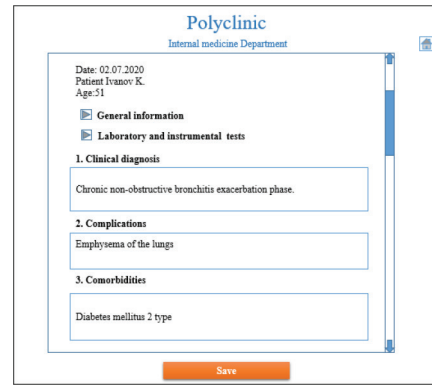 Polyclinic
Internal medicine Department
Date: 02.07.2020
Patient Ivanov K.
Age:51
General information
Laboratory and instrumental tests
1. Clinical diagnosis
Chronic non-obstructive bronchitis exacerbation phase.
2. Complications
Emphysema of the lungs
3. Comorbidities
Diabetes mellitus 2 type
Save